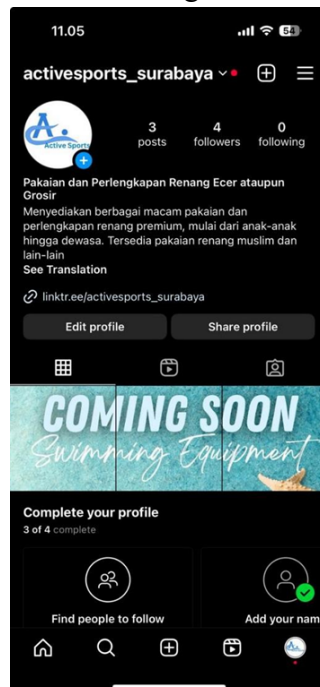 11.05
54
activesports_surabaya
A.
Active Sports
3
posts
4
followers
0
following
Pakaian dan Perlengkapan Renang Ecer ataupun
Grosir
Menyediakan berbagai macam pakaian dan
perlengkapan renang premium, mulai dari anak-anak
hingga dewasa. Tersedia pakaian renang muslim dan
lain-lain
See Translation
linktr.ee/activesports_surabaya
Edit profile
Share profile
COMING SOON
Swimming Equipment
Complete your profile
3 of 4 complete
Find people to follow
Add your nam